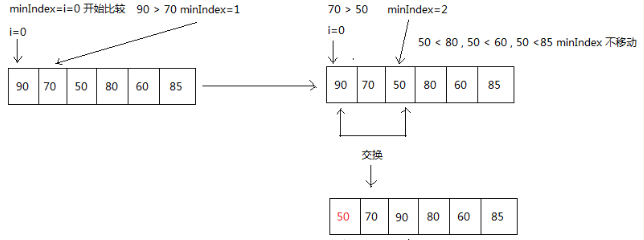 minIndex=i=0 开始比较 90 > 70 minIndex=1
i=0
90 70 50 80 60 85
70 > 50 minIndex=2
i=0
50 < 80 , 50 < 60 , 50 <85 minIndex 不移动
90 70 50 80 60 85
交换
50 70 90 80 60 85